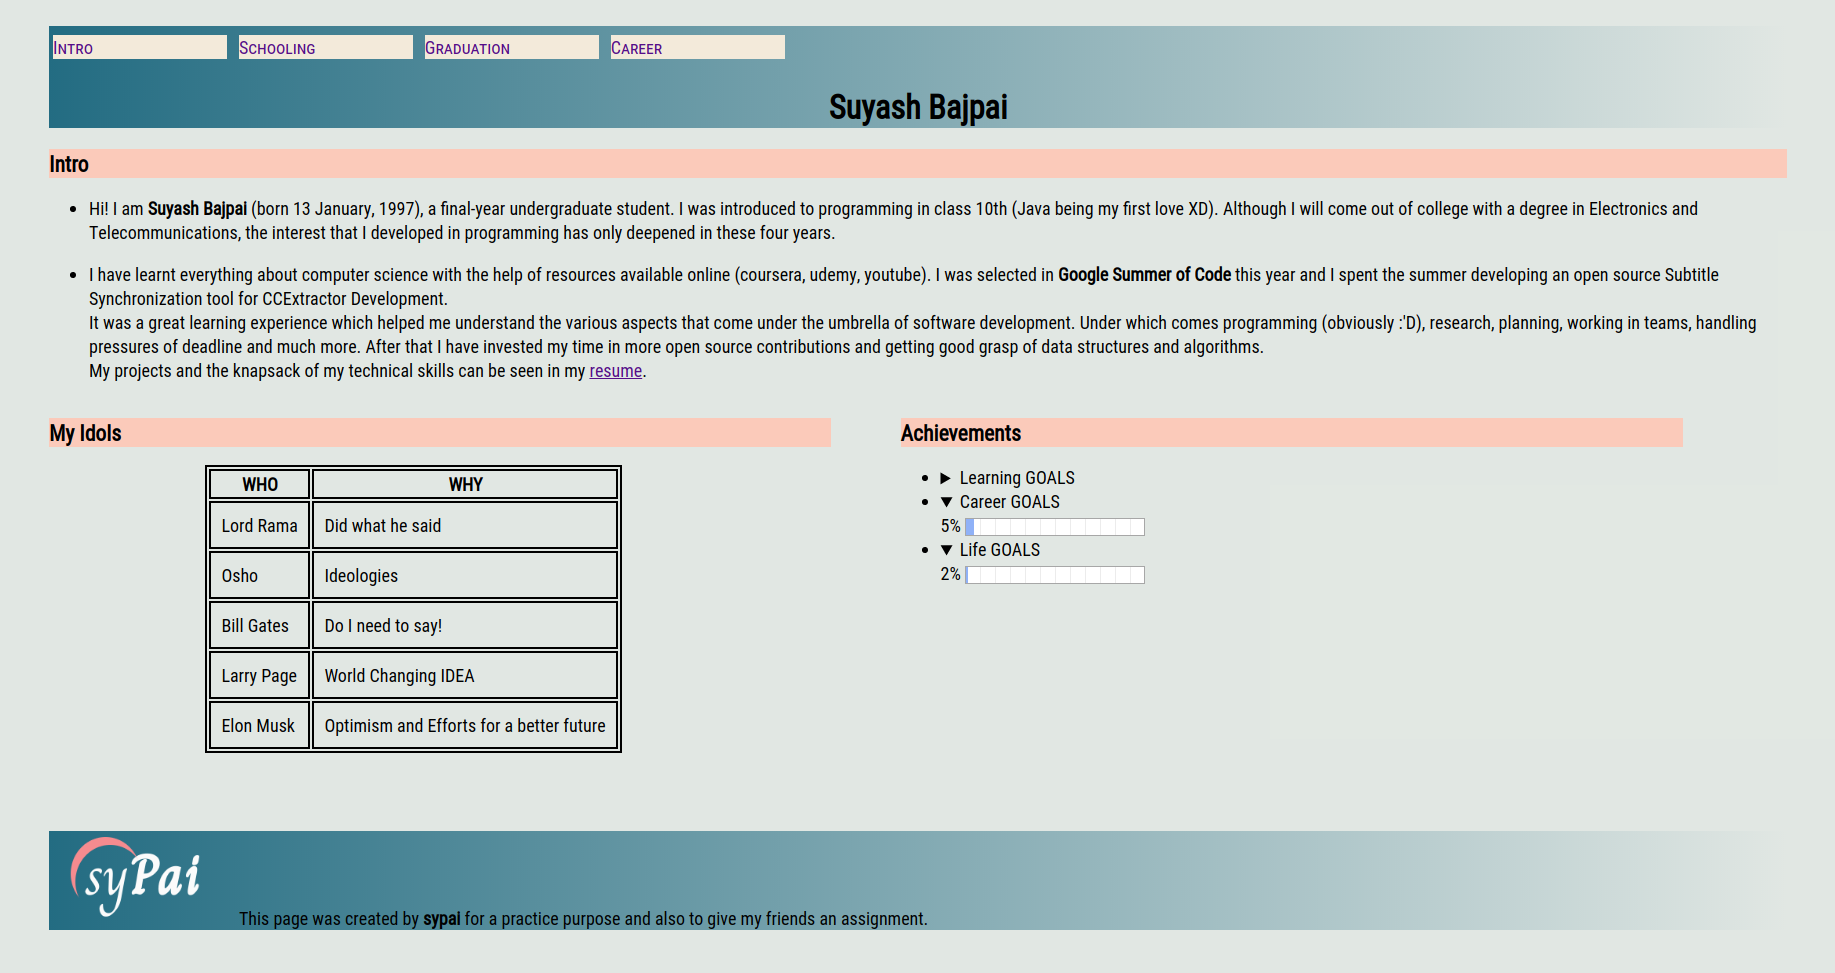 Intro Schooling Graduation Career
Suyash Bajpai
Intro
Hi! I am Suyash Bajpai (born 13 January, 1997), a final-year undergraduate student. I was introduced to programming in class 10th (Java being my first love XD). Although I will come out of college with a degree in Electronics and
Telecommunications, the interest that I developed in programming has only deepened in these four years.
I have learnt everything about computer science with the help of resources available online (coursera, udemy, youtube). I was selected in Google Summer of Code this year and I spent the summer developing an open source Subtitle
Synchronization tool for CCExtractor Development.
It was a great learning experience which helped me understand the various aspects that come under the umbrella of software development. Under which comes programming (obviously :'D), research, planning, working in teams, handling
pressures of deadline and much more. After that I have invested my time in more open source contributions and getting good grasp of data structures and algorithms.
My projects and the knapsack of my technical skills can be seen in my resume.
My Idols
WHO WHY
Lord Rama Did what he said
Osho Ideologies
Bill Gates Do I need to say!
Larry Page World Changing IDEA
Elon Musk Optimism and Efforts for a better future
Achievements
Learning GOALS
Career GOALS
5%
Life GOALS
2%
syPai
This page was created by sypai for a practice purpose and also to give my friends an assignment.